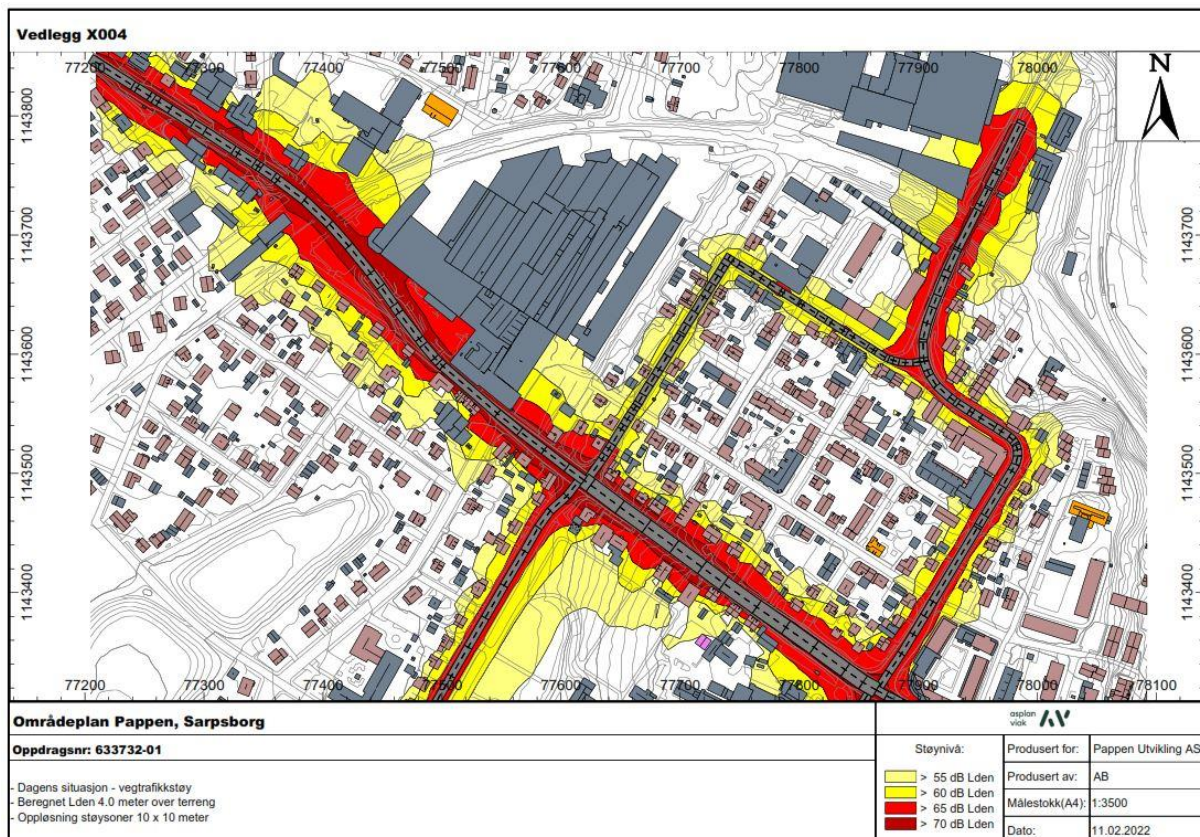 Vedlegg X004
77200 77300 77400 77500 77600 77700 77800 77900 78000
N
1143800
1143700 1143700
1143600 1143600
1143500 1143500
1143400 1143400
77200 77300 77400 77500 77600 77700 77800 77900 78000 78100
Områdeplan Pappen, Sarpsborg
Oppdragsnr: 633732-01
- Dagens situasjon - vegtrafikkstøy
- Beregnet Lden 4.0 meter over terreng
- Oppløsning støysoner 10 x 10 meter
asplan
viak
Støynivå:
> 55 dB Lden
> 60 dB Lden
> 65 dB Lden
> 70 dB Lden
Produsert for: Pappen Utvikling AS
Produsert av: AB
Målestokk(A4): 1:3500
Dato: 11.02.2022